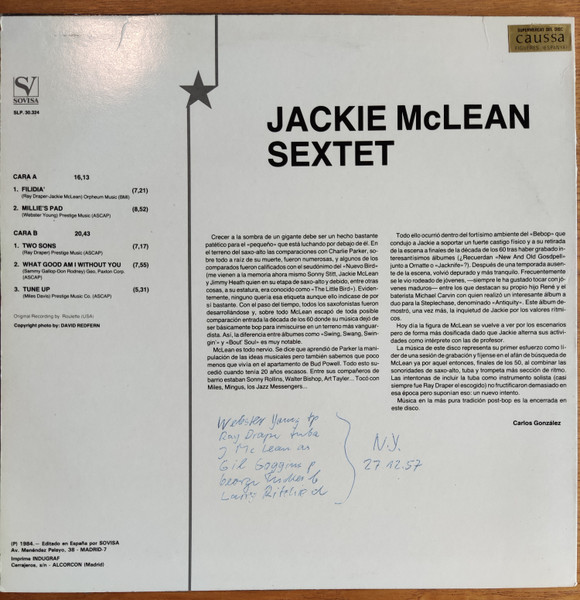 SUPERMERCAT DEL DISC
caussa
SV
SOVISA
SLP. 30.324
JACKIE McLEAN
SEXTET
CARA A 16,13
1. FILIDIA' (7,21)
(Ray Draper-Jackie McLean) Orpheum Music (BMI)
2. MILLIE'S PAD (8,52)
(Webster Young) Prestige Music (ASCAP)
CARA B 20,43
1. TWO SONS (7,17)
(Ray Draper) Prestige Music (ASCAP)
2. WHAT GOOD AM I WITHOUT YOU (7,55)
(Sammy Gallop-Don Rodney) Geo. Paxton Corp.
(ASCAP)
3. TUNE UP (5,31)
(Miles Davis) Prestige Music Co. (ASCAP)
Original Recording by Roulette (USA)
Copyright photo by: DAVID REDFERN
Crecer a la sombra de un gigante debe ser un hecho bastante
patético para el «pequeño» que está luchando por debajo de él. En
el terreno del saxo-alto las comparaciones con Charlie Parker, so-
bre todo a raíz de su muerte, fueron numerosas, y algunos de los
comparados fueron calificados con el seudónimo del «Nuevo Bird»
(me vienen a la memoria ahora mismo Sonny Stitt, Jackie McLean
y Jimmy Heath quien en su etapa de saxo-alto y debido, entre otras
cosas, a su estatura, era conocido como «The Little Bird»). Eviden-
temente, ninguno quería esa etiqueta aunque ello indicase de por
sí bastante. Con el paso del tiempo, todos los saxofonistas fueron
desarrollándose y, sobre todo McLean escapó de toda posible
comparación entrada la década de los 60 donde su música dejó de
ser básicamente bop para inmiscuirse en un terreno más vanguar-
dista. Así, la diferencia entre álbumes como «Swing, Swang, Swin-
gin'» y «Bout' Soul» es muy notable.
McLean es todo nervio. Se dice que aprendió de Parker la mani-
pulación de las ideas musicales pero también sabemos que poco
menos que vivía en el apartamento de Bud Powell. Todo esto su-
cedió cuando tenía 20 años escasos. Entre sus compañeros de
barrio estaban Sonny Rollins, Walter Bishop, Art Taylor... Tocó con
Miles, Mingus, los Jazz Messengers...
Todo ello ocurrió dentro del fortísimo ambiente del «Bebop» que
condujo a Jackie a soportar un fuerte castigo físico y a su retirada
de la escena a finales de la década de los 60 tras haber grabado in-
teresantísimos álbumes (¿Recuerdan «New And Old Gospel»
junto a Ornette o «Jacknife»?). Después de una temporada ausen-
te de la escena, volvió depurado y más tranquilo. Frecuentemente
se le vio rodeado de jóvenes, —siempre le ha gustado tocar con jó-
venes maduros— entre los que destacan su propio hijo René y el
baterista Michael Carvin con quien realizó un interesante álbum a
duo para la Steeplechase, denominado «Antiquity». Este álbum de-
mostró, una vez más, la inquietud de Jackie por los valores rítmi-
cos.
Hoy día la figura de McLean se vuelve a ver por los escenarios
pero de forma más dosificada dado que Jackie alterna sus activida-
des como intérprete con las de profesor.
La música de este disco representa su primer esfuerzo como lí-
der de una sesión de grabación y fíjense en el afán de búsqueda de
McLean ya por aquel entonces, finales de los 50, al combinar las
sonoridades de saxo-alto, tuba y trompeta más sección de ritmo.
Las intentonas de incluir la tuba como instrumento solista (casi
siempre fue Ray Draper el escogido) no fructificaron demasiado en
esa época pero suponían eso: un nuevo intento.
Música en la más pura tradición post-bop es la encerrada en
este disco.
Carlos González
Webster Young tp
Ray Draper tuba
J McLean as
Gil Goggins p
George Tucker b
Larry Ritchie d
N.Y.
27.12.57
(P) 1984.— Editado en España por SOVISA
Av. Menéndez Pelayo, 38 - MADRID-7
Imprime INDUGRAF
Cerrajeros, s/n - ALCORCON (Madrid)